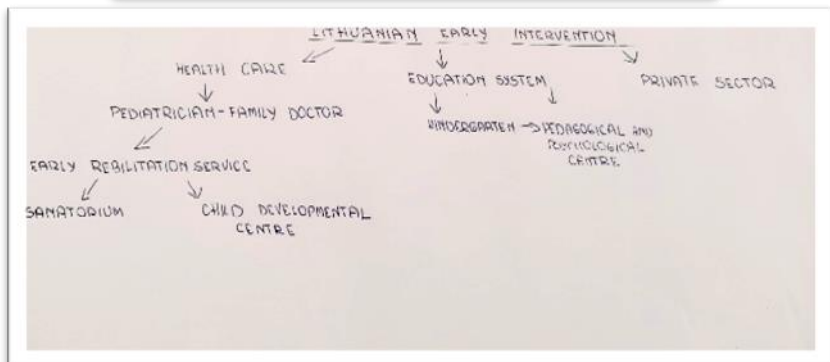 LITHUANIAN EARLY INTERVENTION
HEALTH CARE
EDUCATION SYSTEM
PRIVATE SECTOR
PEDIATRICIAN-FAMILY DOCTOR
KINDERGARTEN → PEDAGOGICAL AND
PSYCHOLOGICAL
CENTRE
EARLY REBILITATION SERVICE
SANATORIUM
CHILD DEVELOPMENTAL
CENTRE